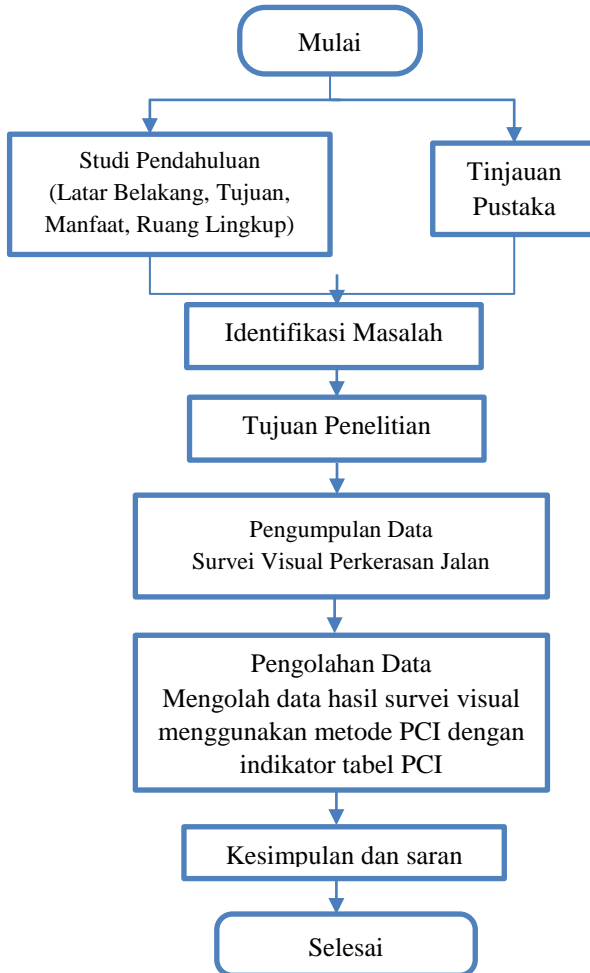 Mulai
Studi Pendahuluan
(Latar Belakang, Tujuan,
Manfaat, Ruang Lingkup)
Tinjauan
Pustaka
Identifikasi Masalah
Tujuan Penelitian
Pengumpulan Data
Survei Visual Perkerasan Jalan
Pengolahan Data
Mengolah data hasil survei visual
menggunakan metode PCI dengan
indikator tabel PCI
Kesimpulan dan saran
Selesai